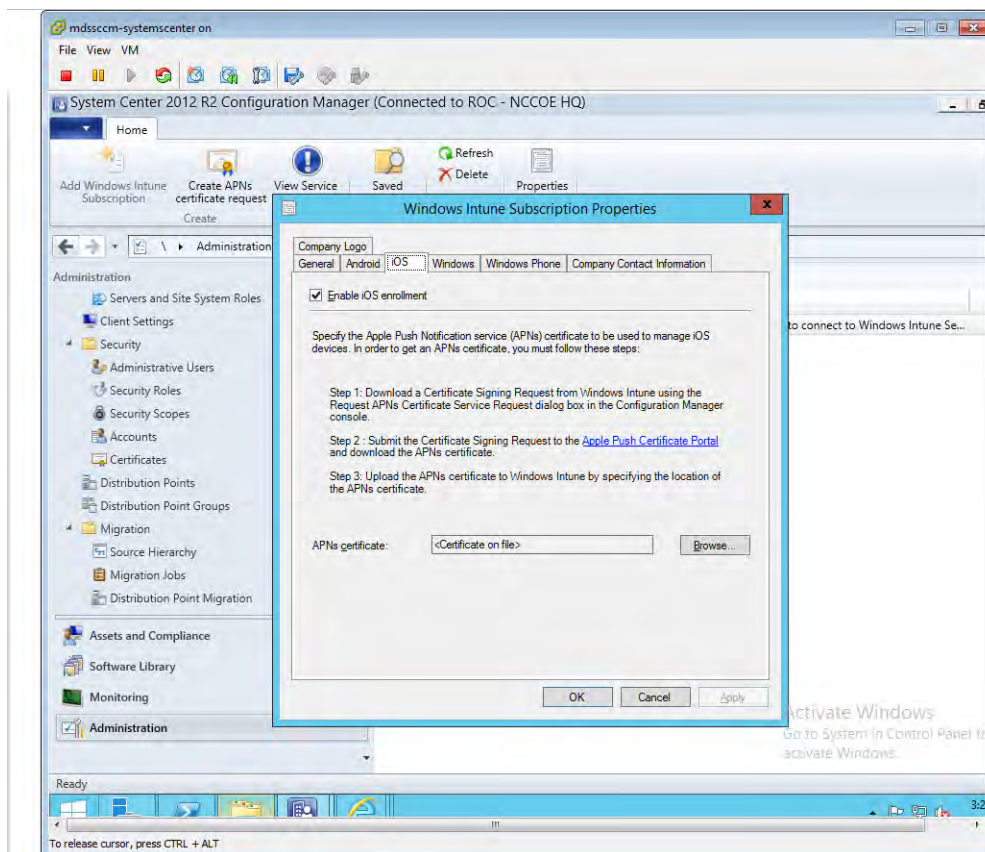 mdssccm-systemscenter on
File View VM
System Center 2012 R2 Configuration Manager (Connected to ROC - NCCOE HQ)
Home
Refresh
Delete
Add Windows Intune
Subscription
Create APNs
certificate request
View Service
Saved
Properties
Create
Windows Intune Subscription Properties
x
\ Administration
Company Logo
General Android iOS Windows Windows Phone Company Contact Information
Administration
Servers and Site System Roles
Client Settings
Security
Administrative Users
Security Roles
Security Scopes
Accounts
Certificates
Distribution Points
Distribution Point Groups
Migration
Source Hierarchy
Migration Jobs
Distribution Point Migration
Assets and Compliance
Software Library
Monitoring
Administration
Enable iOS enrollment
Specify the Apple Push Notification service (APNs) certificate to be used to manage iOS
devices. In order to get an APNs certificate, you must follow these steps:
Step 1: Download a Certificate Signing Request from Windows Intune using the
Request APNs Certificate Service Request dialog box in the Configuration Manager
console.
Step 2 : Submit the Certificate Signing Request to the Apple Push Certificate Portal
and download the APNs certificate.
Step 3: Upload the APNs certificate to Windows Intune by specifying the location of
the APNs certificate.
APNs certificate: <Certificate on file> Browse...
OK Cancel Apply
to connect to Windows Intune Se...
Activate Windows
Go to System in Control Panel to
activate Windows.
Ready
3:2
To release cursor, press CTRL + ALT